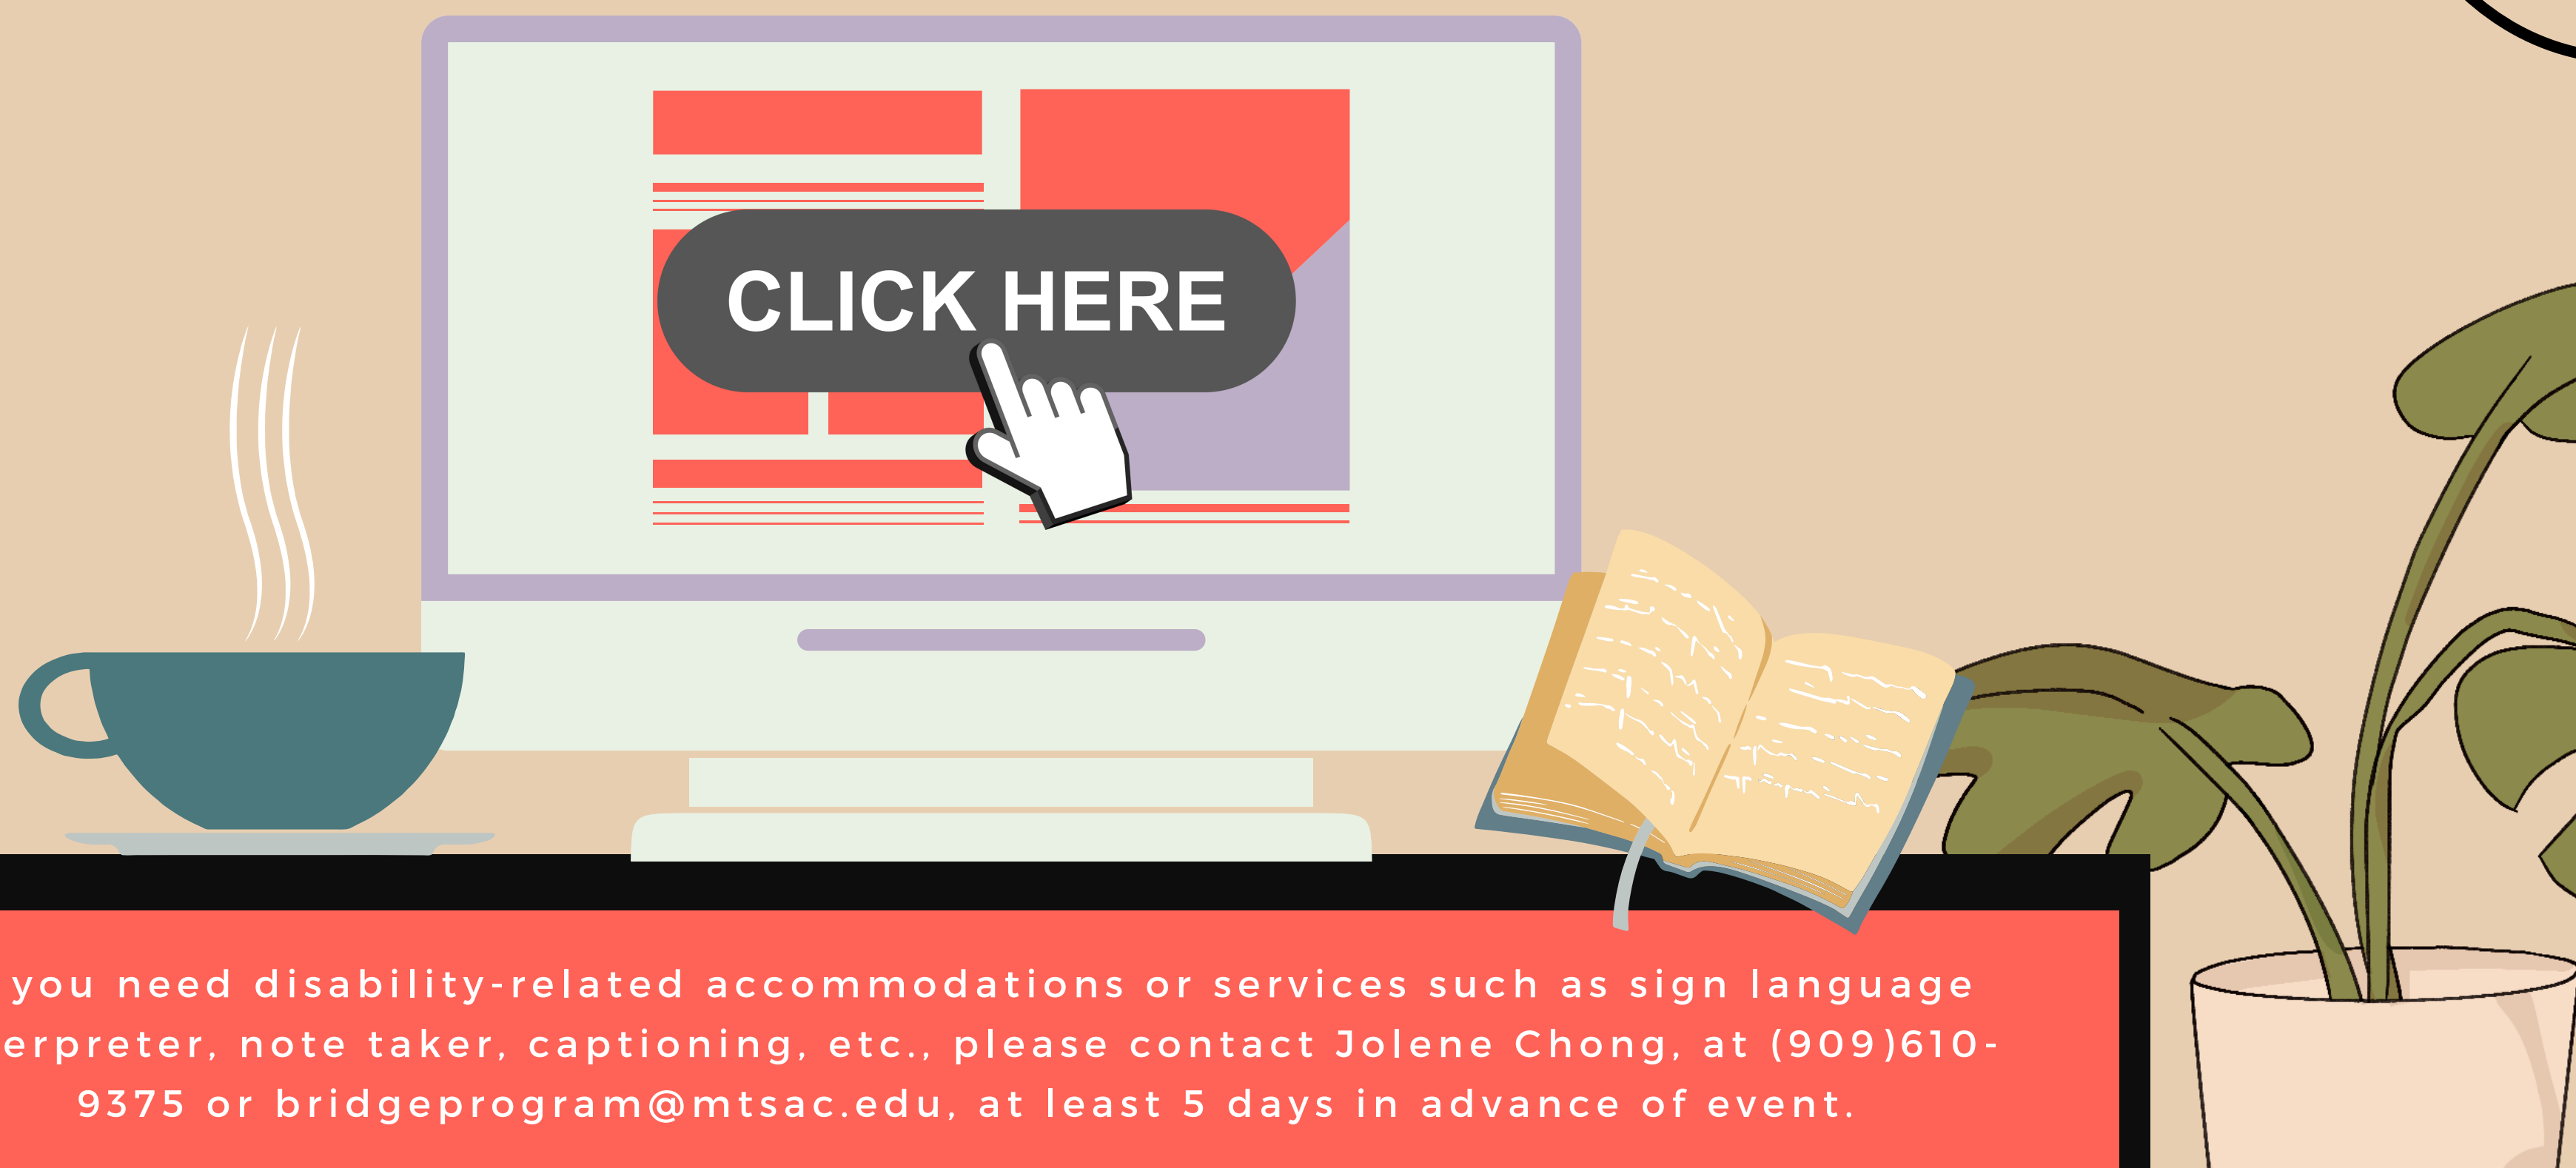 CLICK HERE
you need disability-related accommodations or services such as sign language
erpreter, note taker, captioning, etc., please contact Jolene Chong, at (909)610-
9375 or bridgeprogram@mtsac.edu, at least 5 days in advance of event.